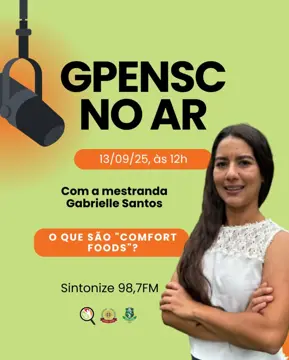 GPENSC
NO AR
13/09/25, às 12h
Com a mestranda
Gabrielle Santos
O QUE SÃO "COMFORT
FOODS"?
Sintonize 98,7FM